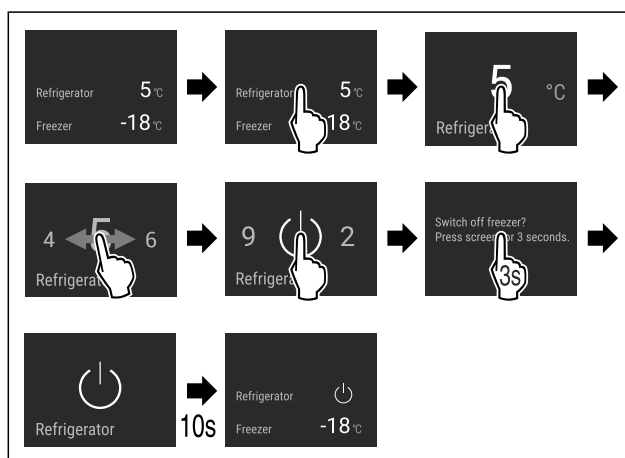 Refrigerator 5 °C
Freezer -18 °C
Refrigerator 5 °C
Freezer 18 °C
5 °C
Refriger
4 5 6
Refrigerat
9 2
Refrigera
Switch off freezer?
Press screen for 3 seconds.
3s
Refrigerator
10s
Refrigerator
Freezer -18 °C